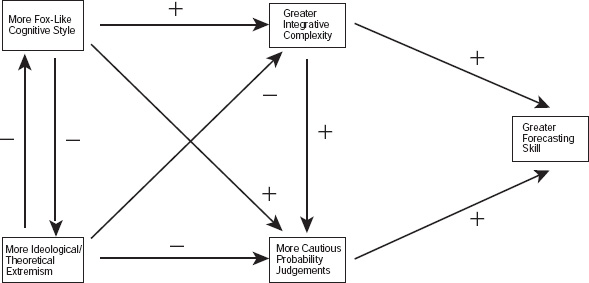 More Fox-Like
Cognitive Style
+
Greater
Integrative
Complexity
+
–
–
–
+
Greater
Forecasting
Skill
+
+
More Ideological/
Theoretical
Extremism
–
More Cautious
Probability
Judgements